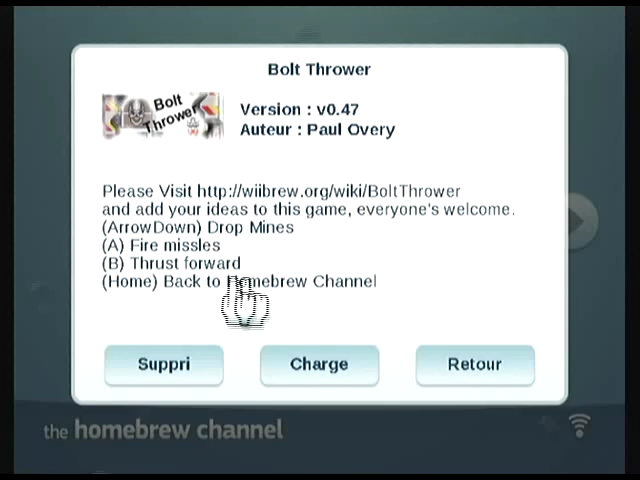 Bolt Thrower
Bolt
Thrower
Version : v0.47
Auteur : Paul Overy
Please Visit http://wiibrew.org/wiki/BoltThrower
and add your ideas to this game, everyone's welcome.
(ArrowDown) Drop Mines
(A) Fire missles
(B) Thrust forward
(Home) Back to Homebrew Channel
Suppri
Charge
Retour
the homebrew channel